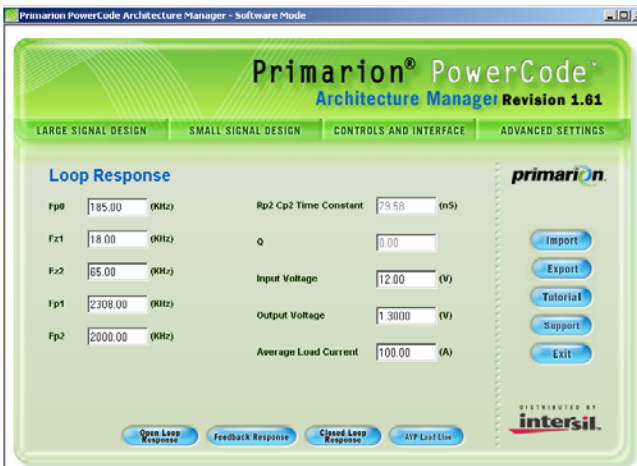 Primarion PowerCode Architecture Manager - Software Mode
Primarion® PowerCode™
Architecture Manager Revision 1.61
LARGE SIGNAL DESIGN SMALL SIGNAL DESIGN CONTROLS AND INTERFACE ADVANCED SETTINGS
Loop Response
primarion.
Fp0 185.00 (KHz) Rp2 Cp2 Time Constant 79.58 (nS)
Fz1 18.00 (KHz) Q 0.00
Import
Fz2 65.00 (KHz) Input Voltage 12.00 (V)
Export
Fp1 2308.00 (KHz) Output Voltage 1.3000 (V)
Tutorial
Support
Fp2 2000.00 (KHz) Average Load Current 100.00 (A)
Exit
DISTRIBUTED BY
intersil.
Open Loop Response Feedback Response Closed Loop Response AVP Load Line